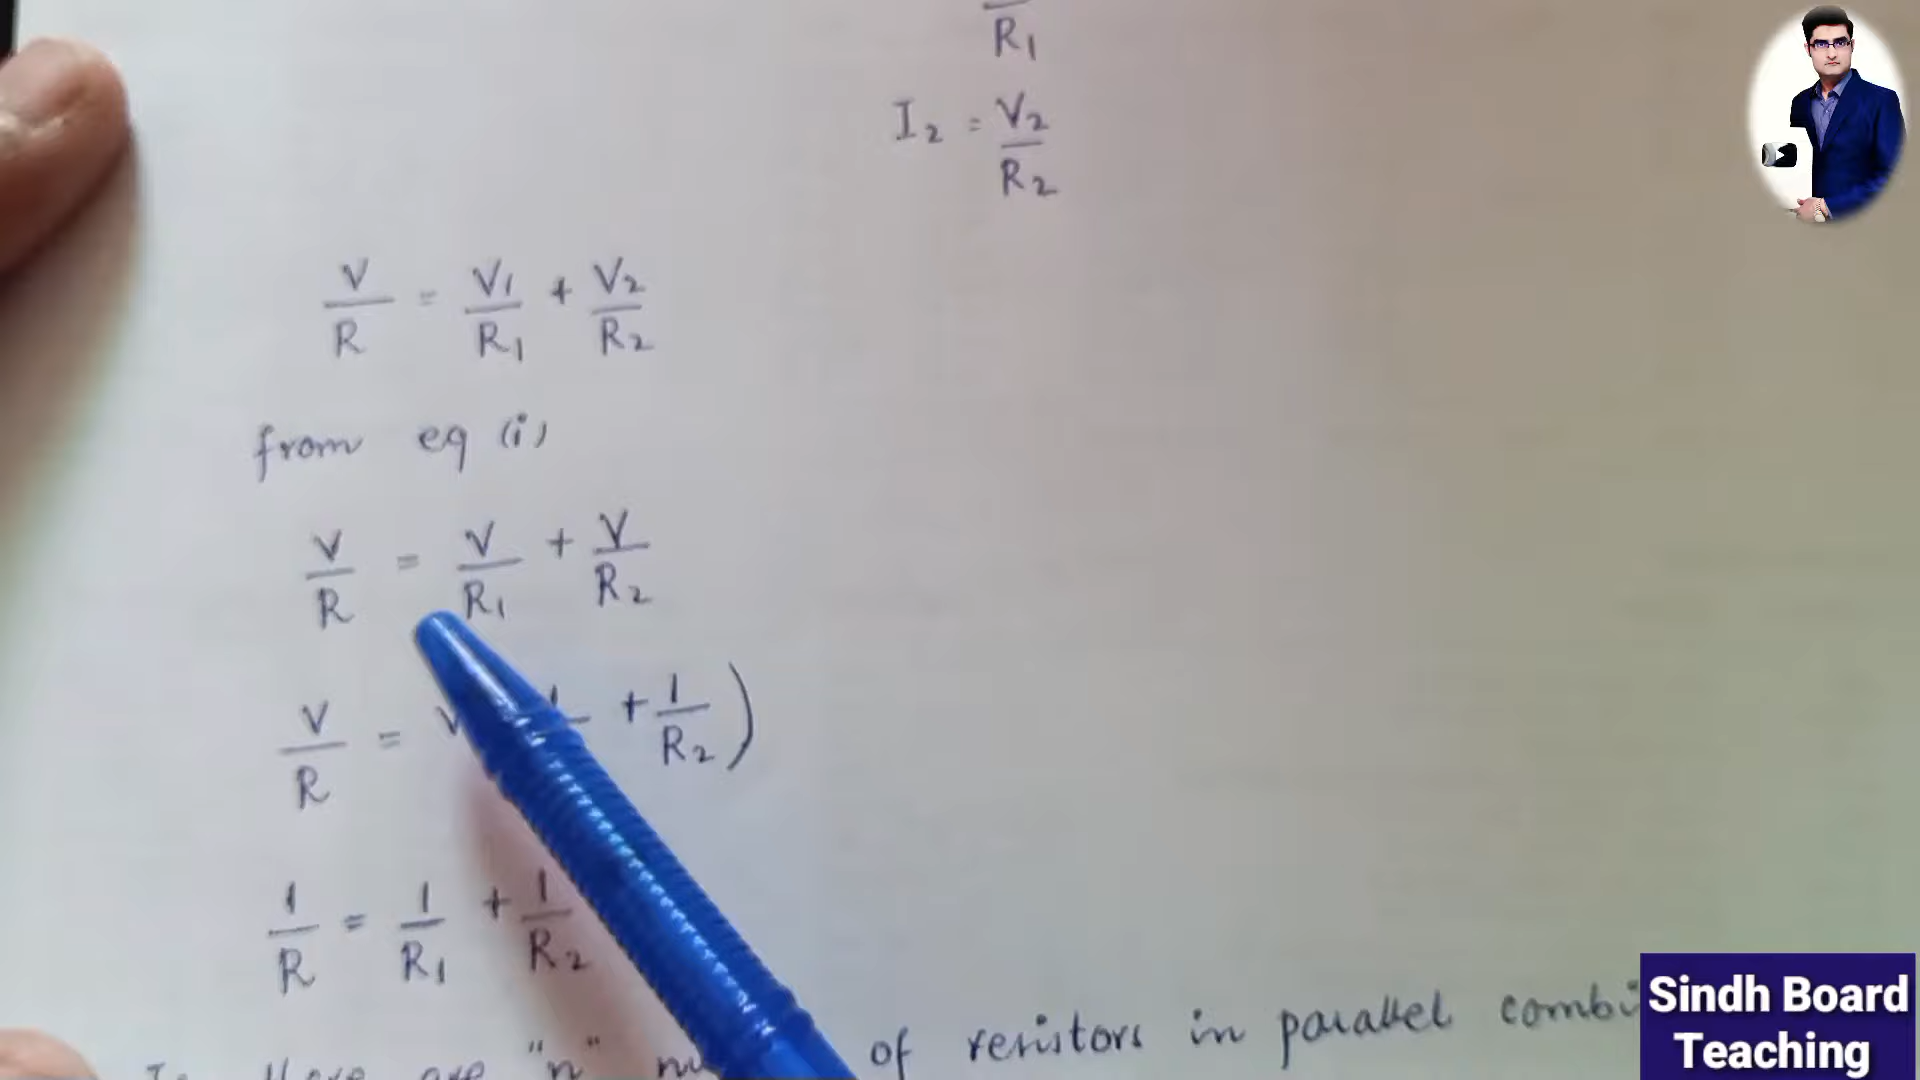 R₁
I₂ = V₂/R₂
V/R = V₁/R₁ + V₂/R₂
from eq (i)
V/R = V/R₁ + V/R₂
V/R = V + 1/R₂)
1/R = 1/R₁ + 1/R₂
"n" of resistors in parallel combi
Sindh Board
Teaching